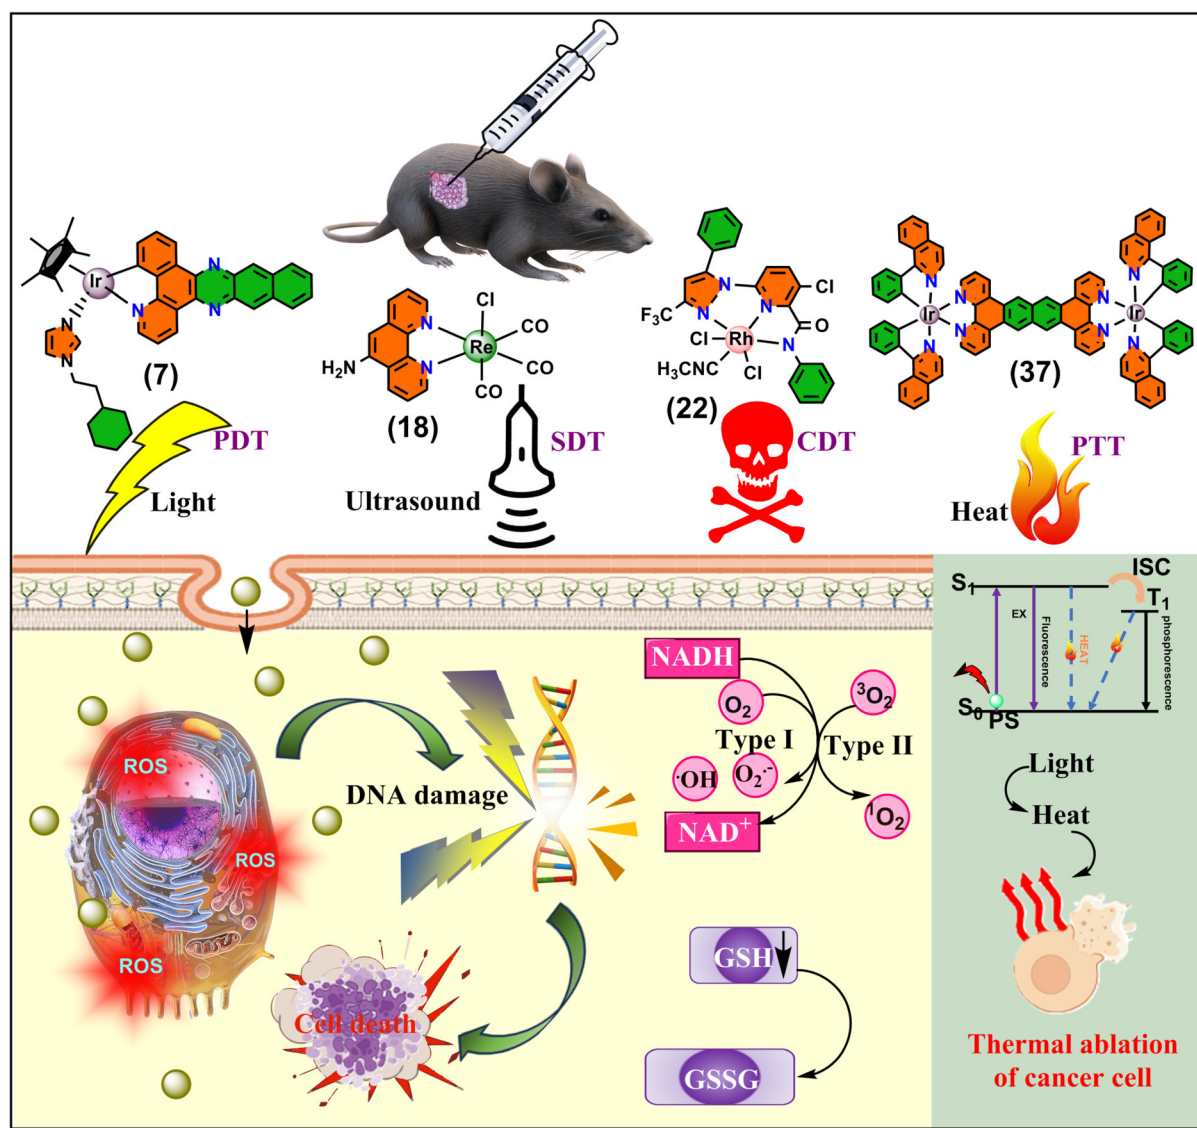 Ir
N
N
N
N
N
N
(7)
Cl
CO
N
Re
CO
N
CO
H₂N
(18)
N
N
N
Cl
F₃C
O
Cl
Rh
N
H₃CNC
Cl
(22)
N
N
N
N
Ir
Ir
N
N
N
N
(37)
PDT
Light
SDT
Ultrasound
CDT
PTT
Heat
ROS
ROS
ROS
DNA damage
Cell death
NADH
O₂
³O₂
Type I
Type II
·OH
O₂·⁻
¹O₂
NAD⁺
GSH
GSSG
ISC
S₁
T₁
EX
Fluorescence
HEAT
phosphorescence
S₀
PS
Light
Heat
Thermal ablation
of cancer cell